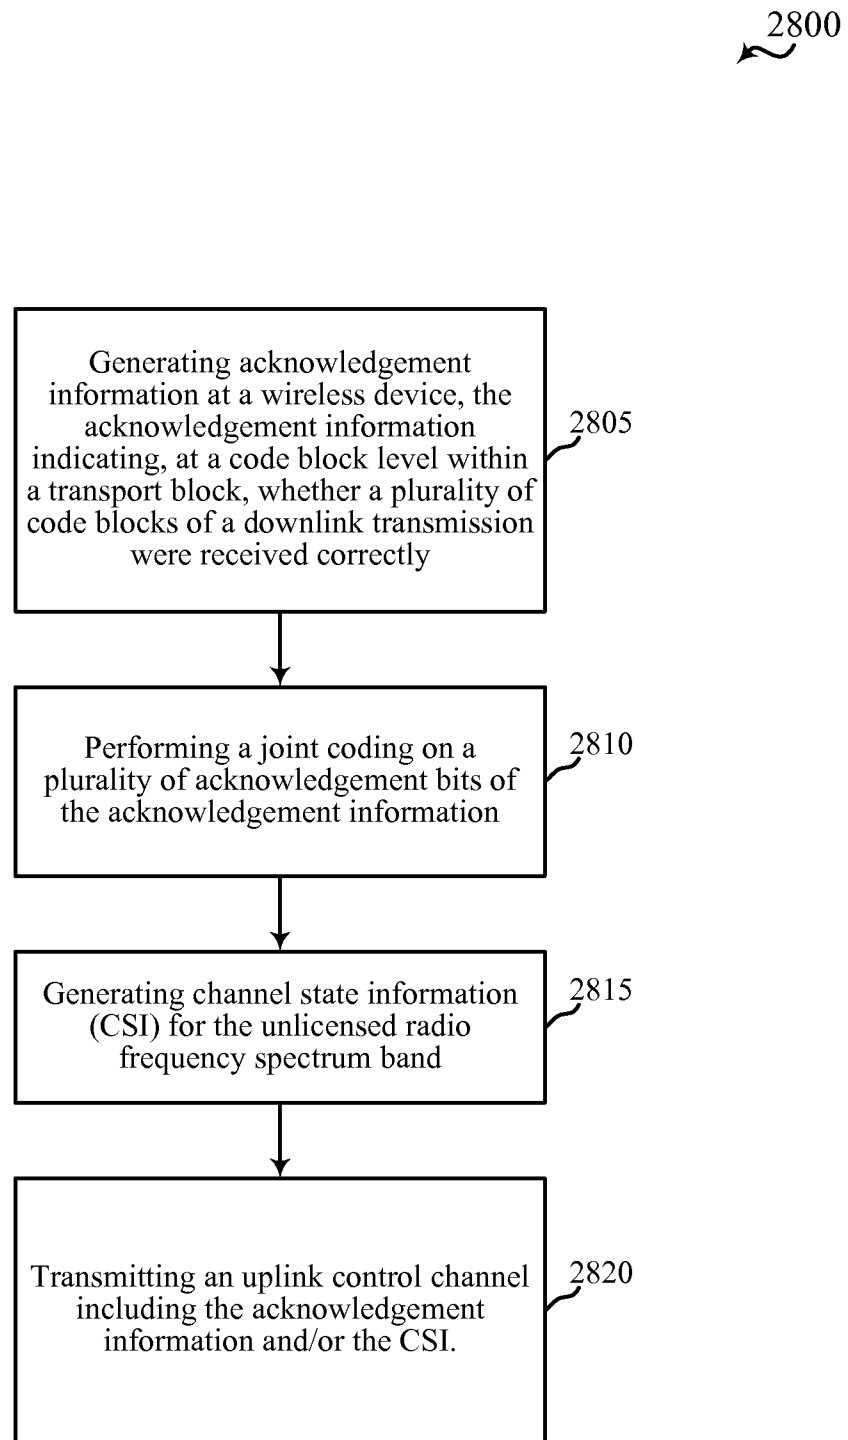 2800
Generating acknowledgement
information at a wireless device, the
acknowledgement information
indicating, at a code block level within
a transport block, whether a plurality of
code blocks of a downlink transmission
were received correctly
2805
Performing a joint coding on a
plurality of acknowledgement bits of
the acknowledgement information
2810
Generating channel state information
(CSI) for the unlicensed radio
frequency spectrum band
2815
Transmitting an uplink control channel
including the acknowledgement
information and/or the CSI.
2820